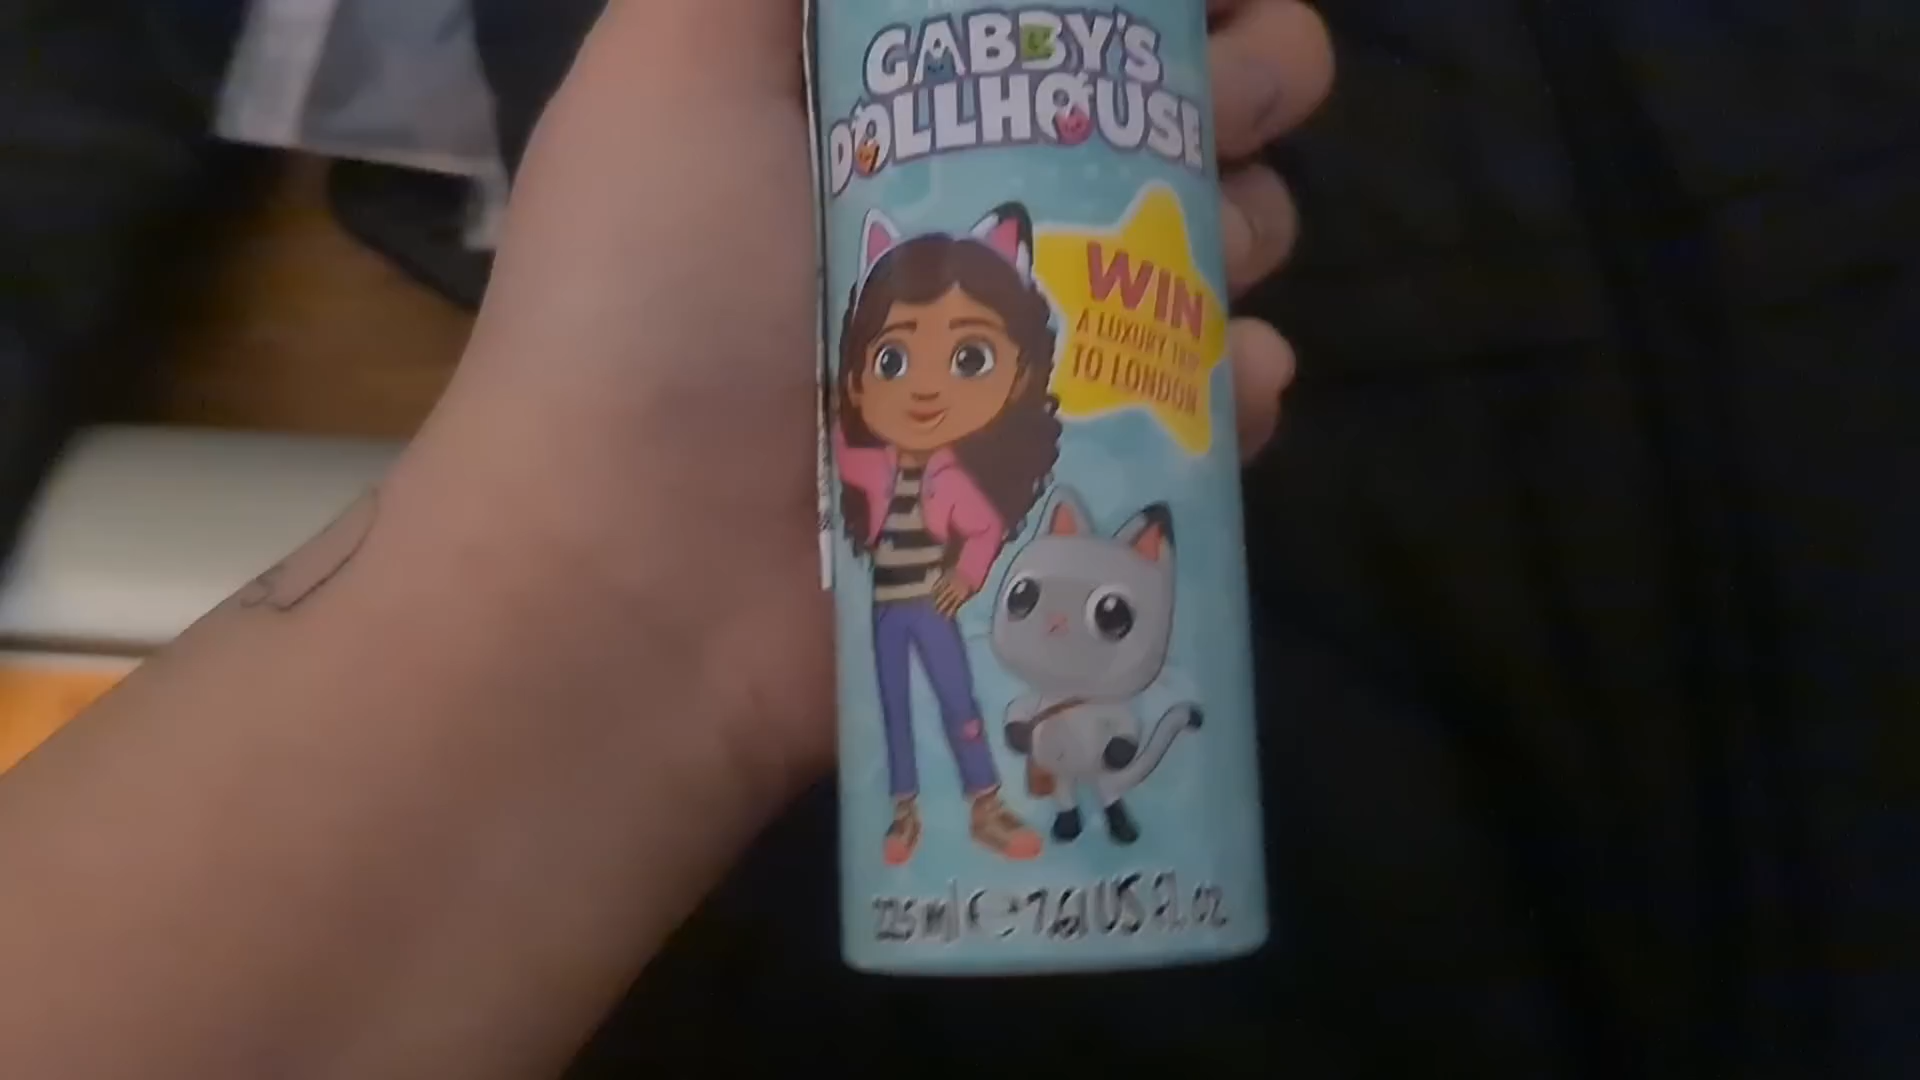 GABBY'S
DOLLHOUSE
WIN
A LUXURY TRIP
TO LONDON
225 ml e 7.61 US fl. oz